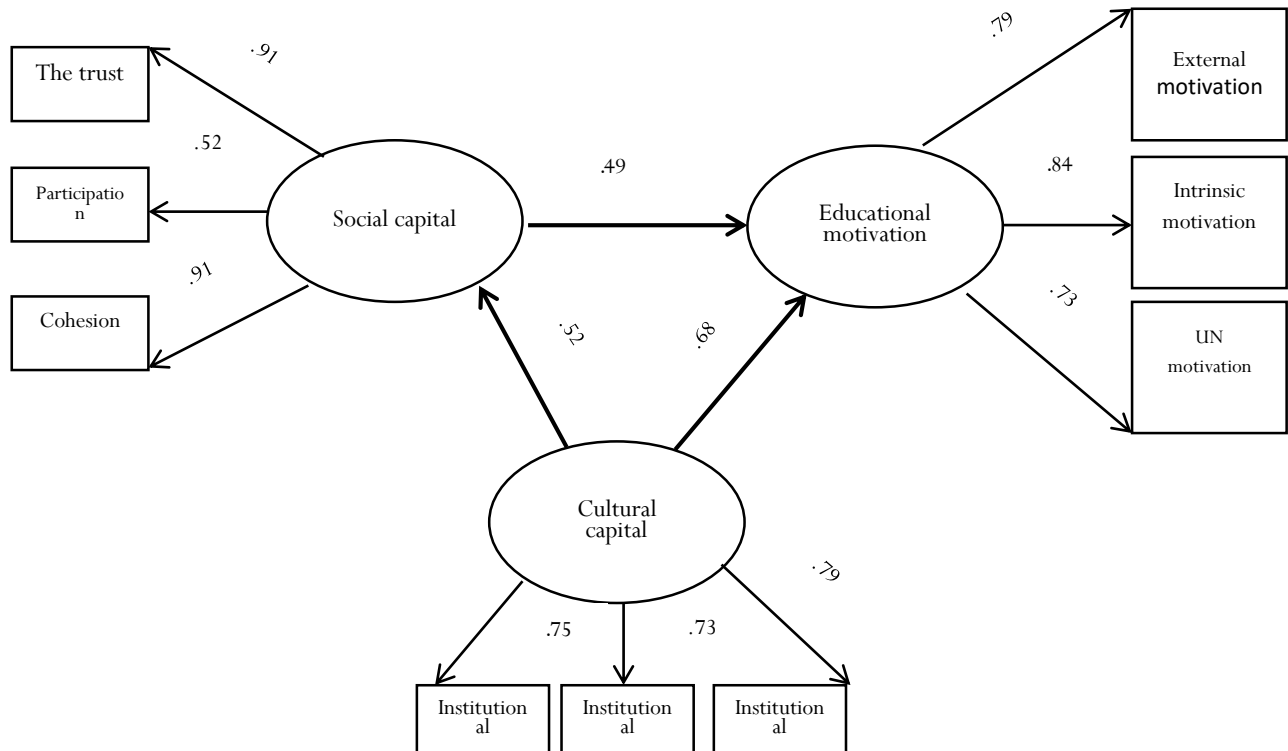 .91
.79
The trust
External
motivation
.52
.49
.84
Participatio
n
Social capital
Educational
motivation
Intrinsic
motivation
.91
.73
Cohesion
.52
.68
UN
motivation
Cultural
capital
.79
.75
.73
Institution
al
Institution
al
Institution
al